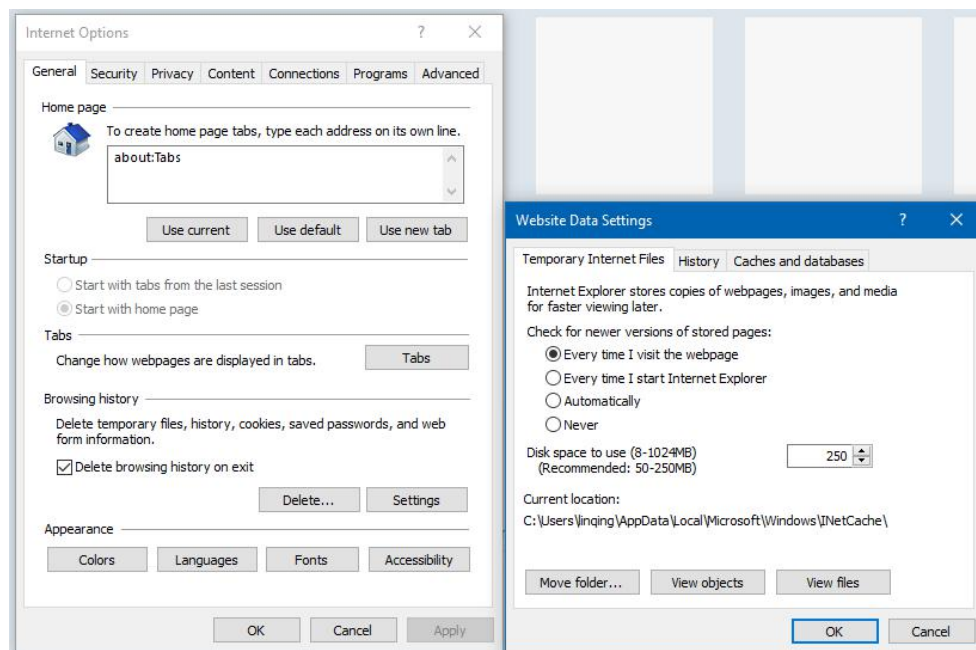 Internet Options
General Security Privacy Content Connections Programs Advanced
Home page
To create home page tabs, type each address on its own line.
about:Tabs
Use current Use default Use new tab
Startup
Start with tabs from the last session
Start with home page
Tabs
Change how webpages are displayed in tabs. Tabs
Browsing history
Delete temporary files, history, cookies, saved passwords, and web
form information.
Delete browsing history on exit
Delete... Settings
Appearance
Colors Languages Fonts Accessibility
OK Cancel Apply
Website Data Settings
Temporary Internet Files History Caches and databases
Internet Explorer stores copies of webpages, images, and media
for faster viewing later.
Check for newer versions of stored pages:
Every time I visit the webpage
Every time I start Internet Explorer
Automatically
Never
Disk space to use (8-1024MB) 250
(Recommended: 50-250MB)
Current location:
C:\Users\linqing\AppData\Local\Microsoft\Windows\INetCache\
Move folder... View objects View files
OK Cancel